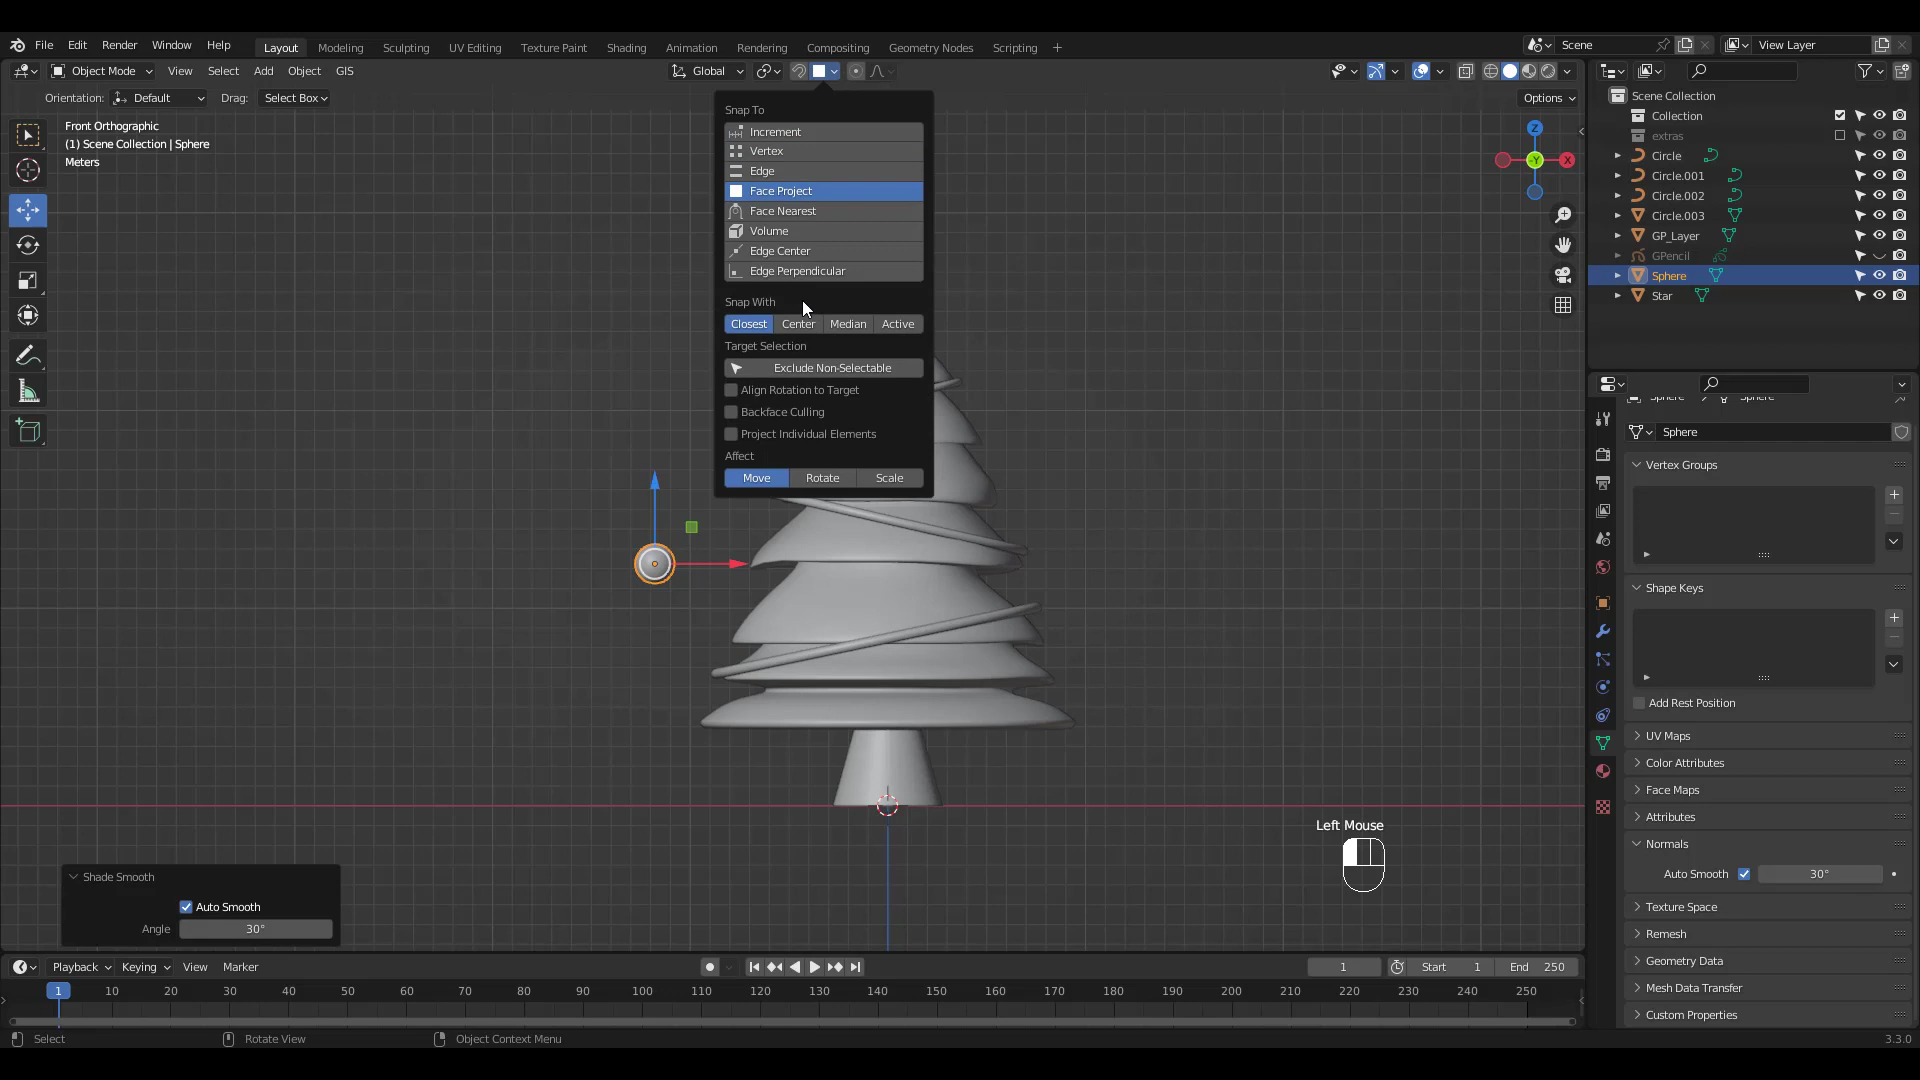 File Edit Render Window Help Layout Modeling Sculpting UV Editing Texture Paint Shading Animation Rendering Compositing Geometry Nodes Scripting + Scene View Layer
Object Mode View Select Add Object GIS Global
Orientation: Default Drag: Select Box Options
Front Orthographic
(1) Scene Collection | Sphere
Meters
Snap To
Increment
Vertex
Edge
Face Project
Face Nearest
Volume
Edge Center
Edge Perpendicular
Snap With
Closest Center Median Active
Target Selection
Exclude Non-Selectable
Align Rotation to Target
Backface Culling
Project Individual Elements
Affect
Move Rotate Scale
Z
-Y X
Left Mouse
Shade Smooth
Auto Smooth
Angle 30°
Scene Collection
Collection
extras
Circle
Circle.001
Circle.002
Circle.003
GP_Layer
GPencil
Sphere
Star
Sphere Sphere
Sphere
Vertex Groups
Shape Keys
Add Rest Position
UV Maps
Color Attributes
Face Maps
Attributes
Normals
Auto Smooth 30°
Texture Space
Remesh
Geometry Data
Mesh Data Transfer
Custom Properties
Playback Keying View Marker 1 Start 1 End 250
1 10 20 30 40 50 60 70 80 90 100 110 120 130 140 150 160 170 180 190 200 210 220 230 240 250
Select Rotate View Object Context Menu 3.3.0